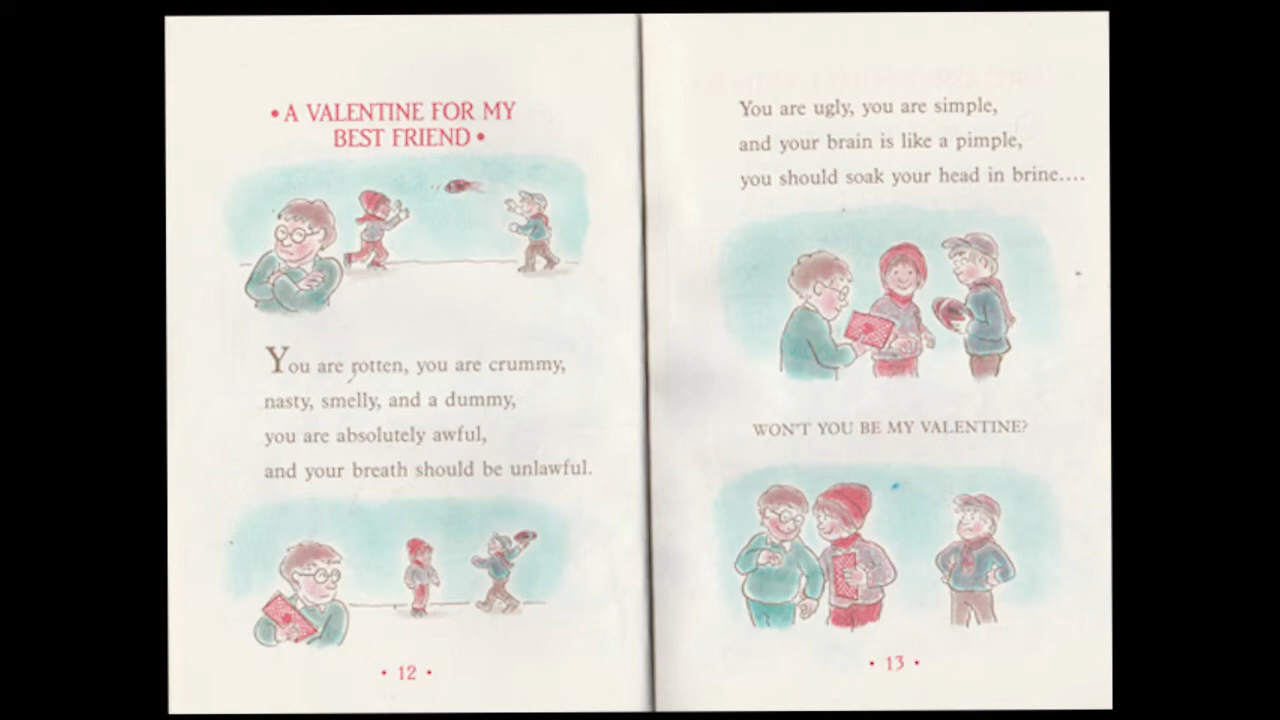 • A VALENTINE FOR MY
BEST FRIEND •
You are rotten, you are crummy,
nasty, smelly, and a dummy,
you are absolutely awful,
and your breath should be unlawful.
• 12 •
You are ugly, you are simple,
and your brain is like a pimple,
you should soak your head in brine....
WON'T YOU BE MY VALENTINE?
• 13 •